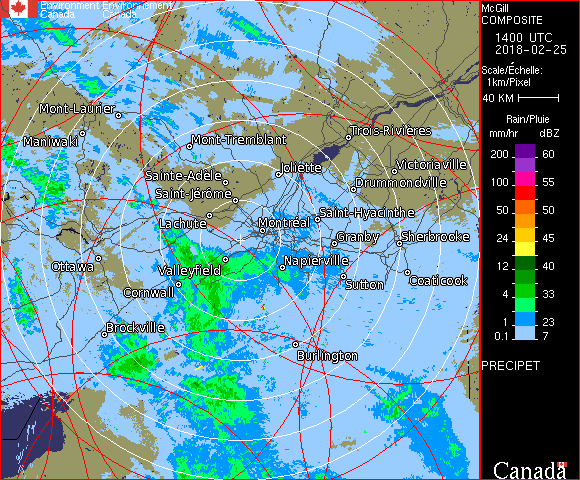 Environment Environnement
Canada Canada
Mont-Laurier
Maniwaki
Mont-Tremblant
Trois-Rivières
Joliette
Victoriaville
Sainte-Adèle
Drummondville
Saint-Jérôme
Lachute
Montréal
Saint-Hyacinthe
Granby
Sherbrooke
Ottawa
Valleyfield
Napierville
Cornwall
Sutton
Coaticook
Brockville
Burlington
McGill
COMPOSITE
1400 UTC
2018-02-25
Scale/Échelle:
1km/Pixel
40 KM
Rain/Pluie
mm/hr dBZ
200 60
100 55
50 50
24 45
12 40
4 33
1 23
0.1 7
PRECIPET
Canada